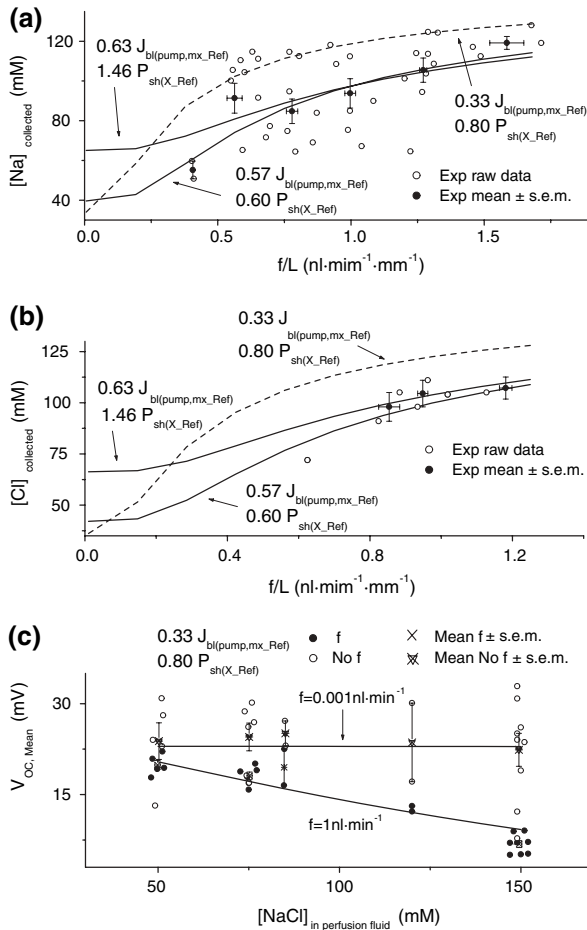 (a)
0.63 J bl(pump,mx_Ref)
1.46 P sh(X_Ref)
0.33 J bl(pump,mx_Ref)
0.80 P sh(X_Ref)
0.57 J bl(pump,mx_Ref)
0.60 P sh(X_Ref)
Exp raw data
Exp mean ± s.e.m.
[Na] collected (mM)
120
80
40
0.0 0.5 1.0 1.5
f/L (nl·mim-1·mm-1)
(b)
0.33 J bl(pump,mx_Ref)
0.80 P sh(X_Ref)
0.63 J bl(pump,mx_Ref)
1.46 P sh(X_Ref)
0.57 J bl(pump,mx_Ref)
0.60 P sh(X_Ref)
Exp raw data
Exp mean ± s.e.m.
[Cl] collected (mM)
125
100
75
50
0.0 0.4 0.8 1.2
f/L (nl·mim-1·mm-1)
(c)
0.33 J bl(pump,mx_Ref)
0.80 P sh(X_Ref)
f
No f
Mean f ± s.e.m.
Mean No f ± s.e.m.
f=0.001nl·min-1
f=1nl·min-1
V OC, Mean (mV)
30
15
0
50 100 150
[NaCl] in perfusion fluid (mM)